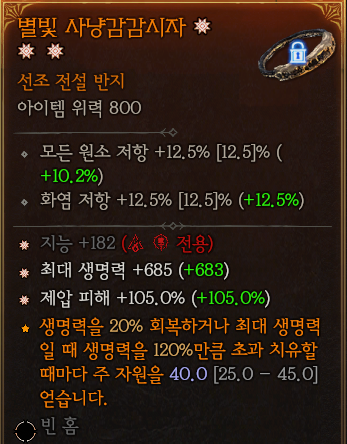 별빛 사냥감감시자
선조 전설 반지
아이템 위력 800
모든 원소 저항 +12.5% [12.5]% (
+10.2%)
화염 저항 +12.5% [12.5]% (+12.5%)
지능 +182 (전용)
최대 생명력 +685 (+683)
제압 피해 +105.0% (+105.0%)
생명력을 20% 회복하거나 최대 생명력
일 때 생명력을 120%만큼 초과 치유할
때마다 주 자원을 40.0 [25.0 - 45.0]
얻습니다.
빈 홈